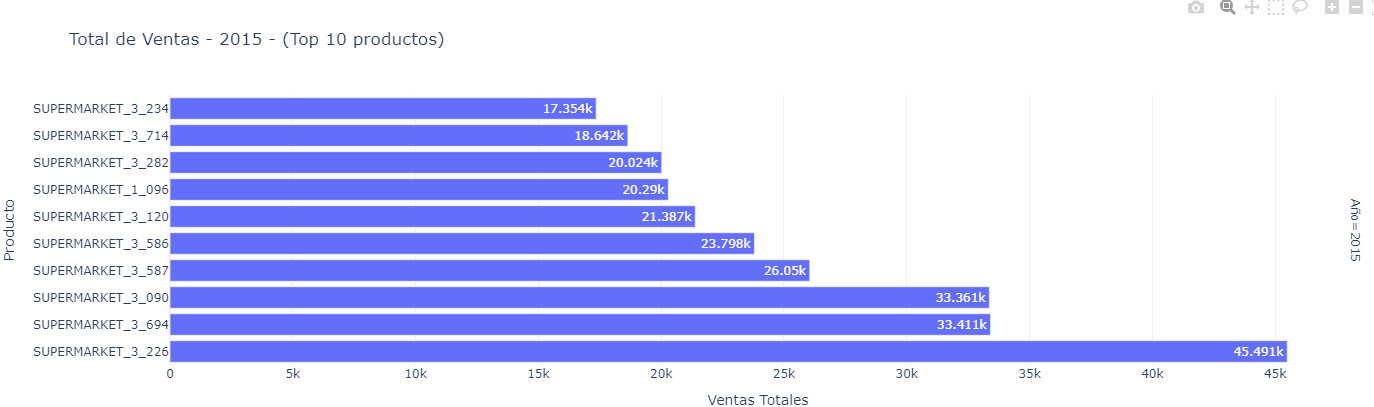 Total de Ventas - 2015 - (Top 10 productos)
Producto
SUPERMARKET_3_234 17.354k
SUPERMARKET_3_714 18.642k
SUPERMARKET_3_282 20.024k
SUPERMARKET_1_096 20.29k
SUPERMARKET_3_120 21.387k
SUPERMARKET_3_586 23.798k
SUPERMARKET_3_587 26.05k
SUPERMARKET_3_090 33.361k
SUPERMARKET_3_694 33.411k
SUPERMARKET_3_226 45.491k
0 5k 10k 15k 20k 25k 30k 35k 40k 45k
Ventas Totales
Año=2015